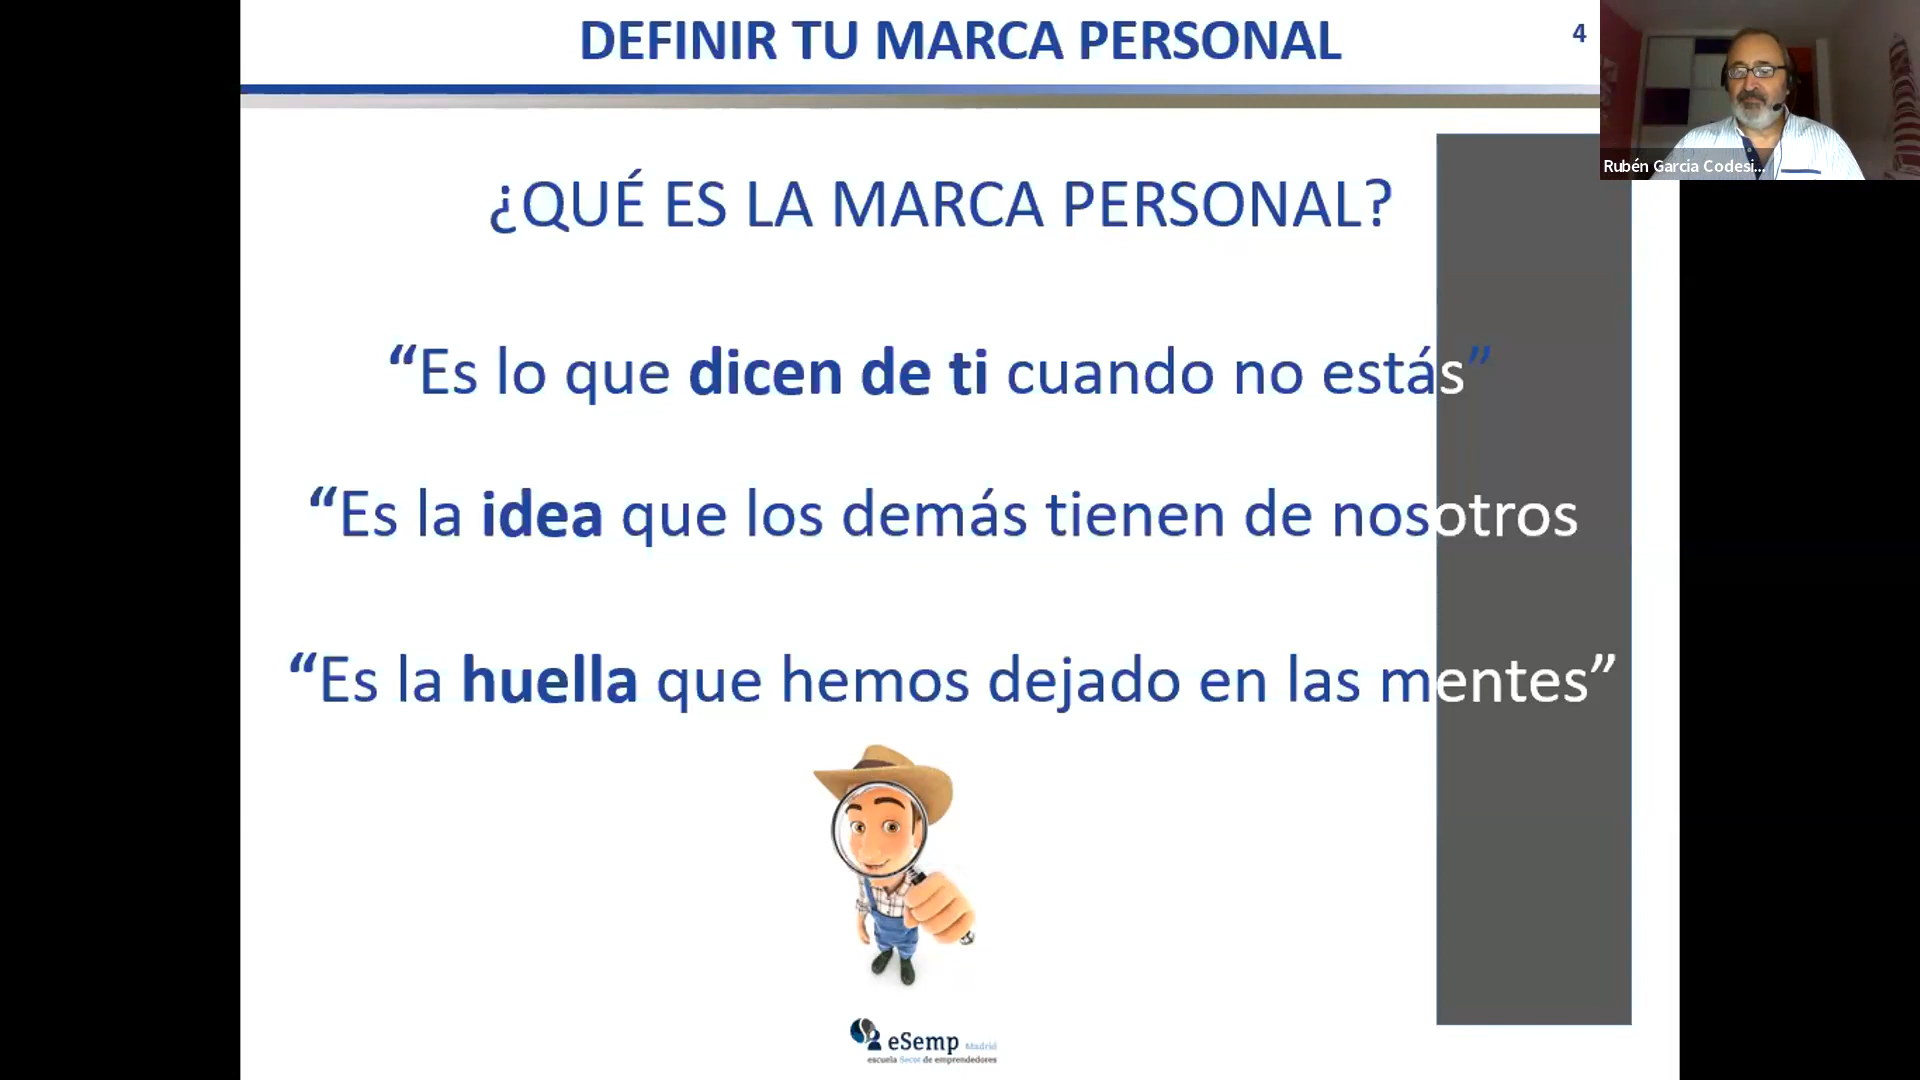 DEFINIR TU MARCA PERSONAL
4
Rubén Garcia Codesi...
¿QUÉ ES LA MARCA PERSONAL?
“Es lo que dicen de ti cuando no estás”
“Es la idea que los demás tienen de nosotros
“Es la huella que hemos dejado en las mentes”
eSemp Madrid
escuela Secot de emprendedores